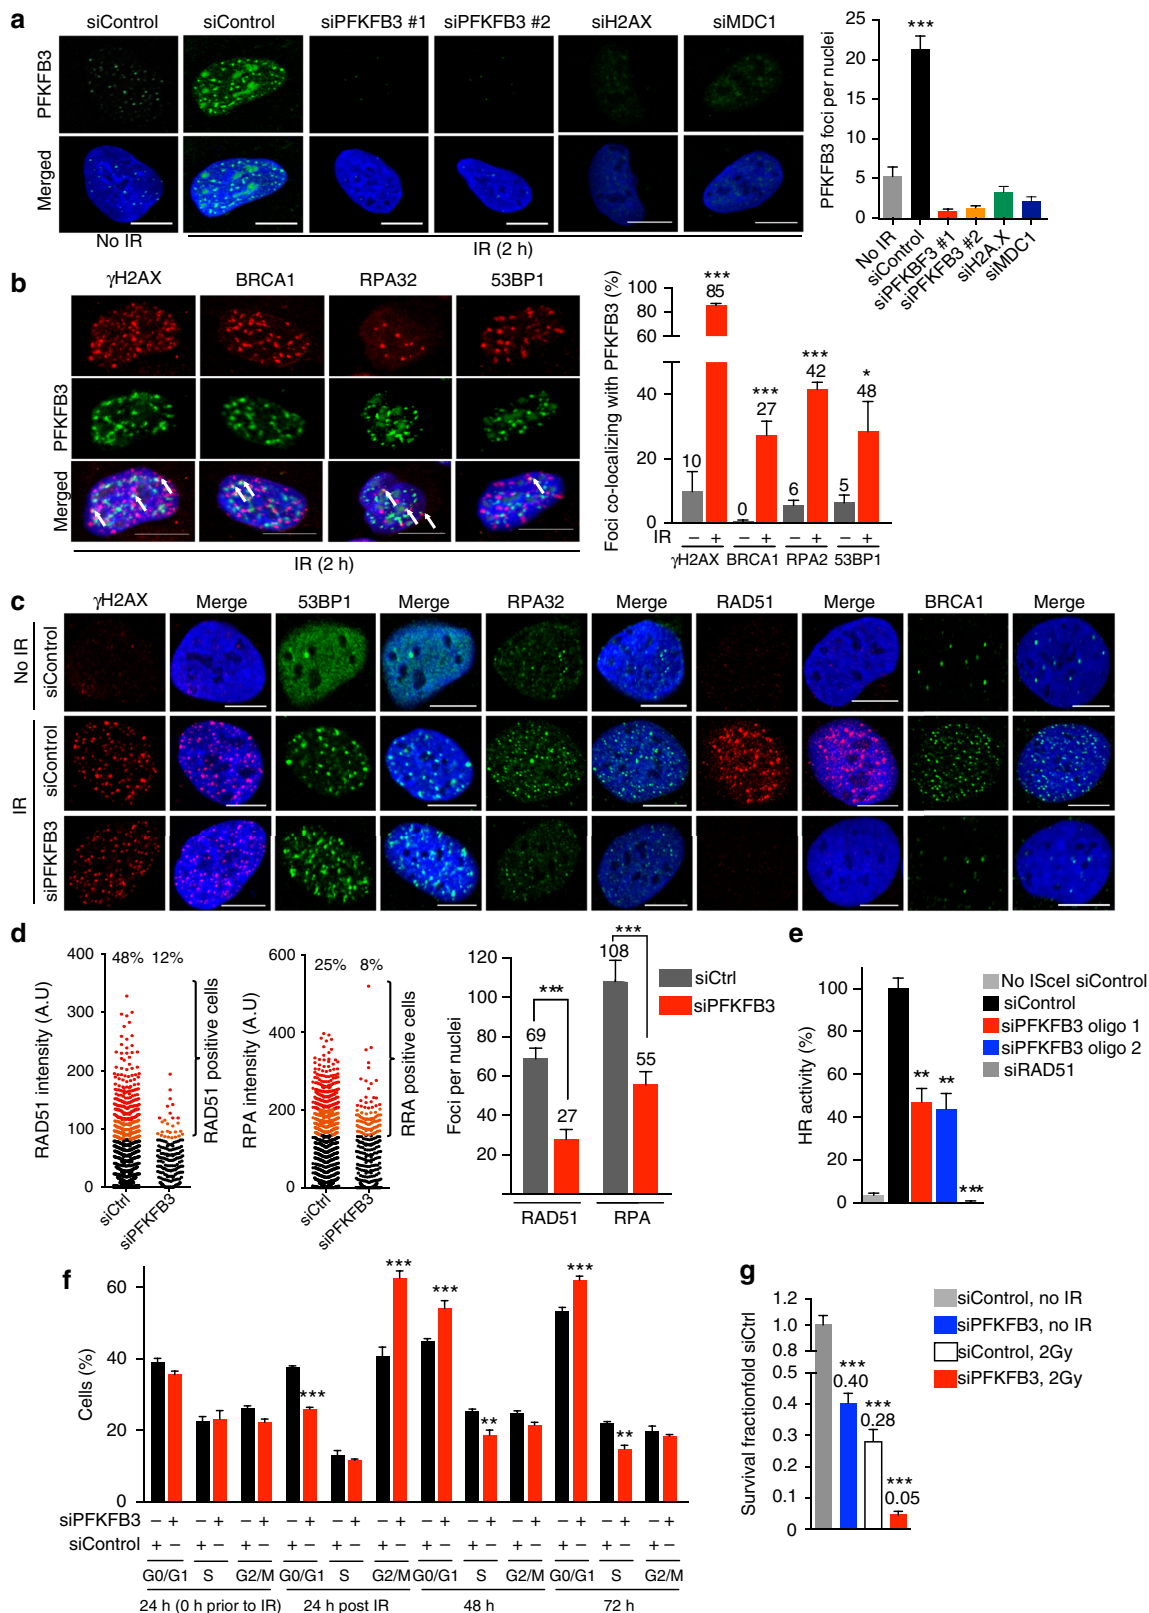 a
siControl siControl siPFKFB3 #1 siPFKFB3 #2 siH2AX siMDC1
PFKFB3
Merged
No IR
IR (2 h)
PFKFB3 foci per nuclei
25
20
15
10
5
0
***
No IR
siControl
siPFKBF3 #1
siPFKFB3 #2
siH2A.X
siMDC1
b
γH2AX BRCA1 RPA32 53BP1
PFKFB3
Merged
IR (2 h)
Foci co-localizing with PFKFB3 (%)
100
80
60
40
20
0
***
85
***
27
***
42
*
48
10
0
6
5
IR − + − + − + − +
γH2AX BRCA1 RPA2 53BP1
c
γH2AX Merge 53BP1 Merge RPA32 Merge RAD51 Merge BRCA1 Merge
No IR
siControl
IR
siControl
siPFKFB3
d
RAD51 intensity (A.U)
400
300
200
100
0
48% 12%
RAD51 positive cells
siCtrl
siPFKFB3
RPA intensity (A.U)
600
400
200
0
25% 8%
RRA positive cells
siCtrl
siPFKFB3
Foci per nuclei
120
100
80
60
40
20
***
69
27
***
108
55
siCtrl
siPFKFB3
RAD51 RPA
e
HR activity (%)
100
80
60
40
20
0
** ** ***
No ISceI siControl
siControl
siPFKFB3 oligo 1
siPFKFB3 oligo 2
siRAD51
f
Cells (%)
60
40
20
0
*** *** *** ** *** **
siPFKFB3 − + − + − + − + − + − + − + − + − + − + − + − +
siControl + − + − + − + − + − + − + − + − + − + − + − + −
G0/G1 S G2/M G0/G1 S G2/M G0/G1 S G2/M G0/G1 S G2/M
24 h (0 h prior to IR) 24 h post IR 48 h 72 h
g
Survival fractionfold siCtrl
1.2
1.0
0.8
0.5
0.4
0.3
0.2
0.1
0
***
0.40
***
0.28
***
0.05
siControl, no IR
siPFKFB3, no IR
siControl, 2Gy
siPFKFB3, 2Gy